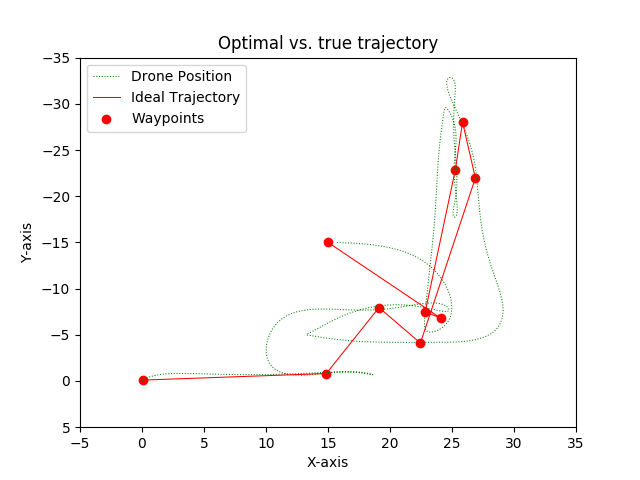 Optimal vs. true trajectory
Drone Position
Ideal Trajectory
Waypoints
Y-axis
−35
−30
−25
−20
−15
−10
−5
0
5
−5 0 5 10 15 20 25 30 35
X-axis